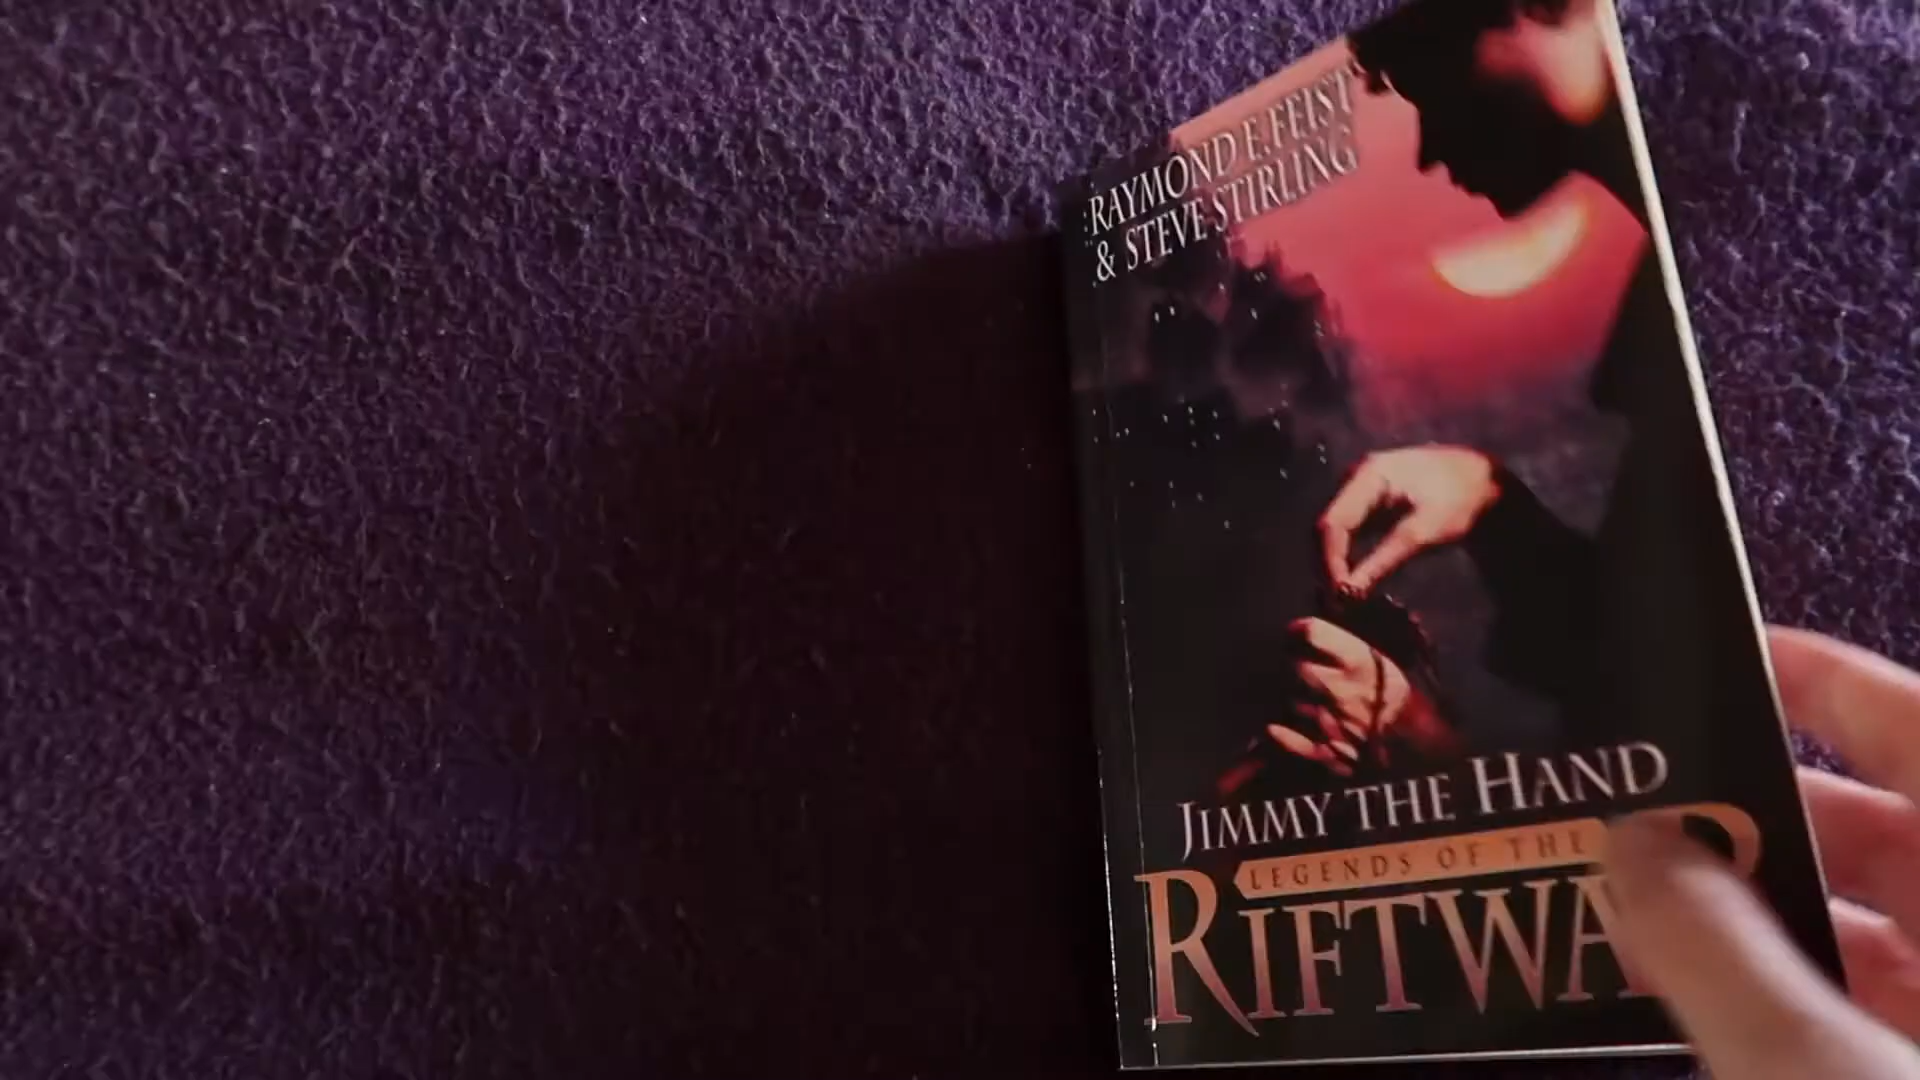 RAYMOND E. FEIST
& STEVE STIRLING
JIMMY THE HAND
LEGENDS OF THE
RIFTWA